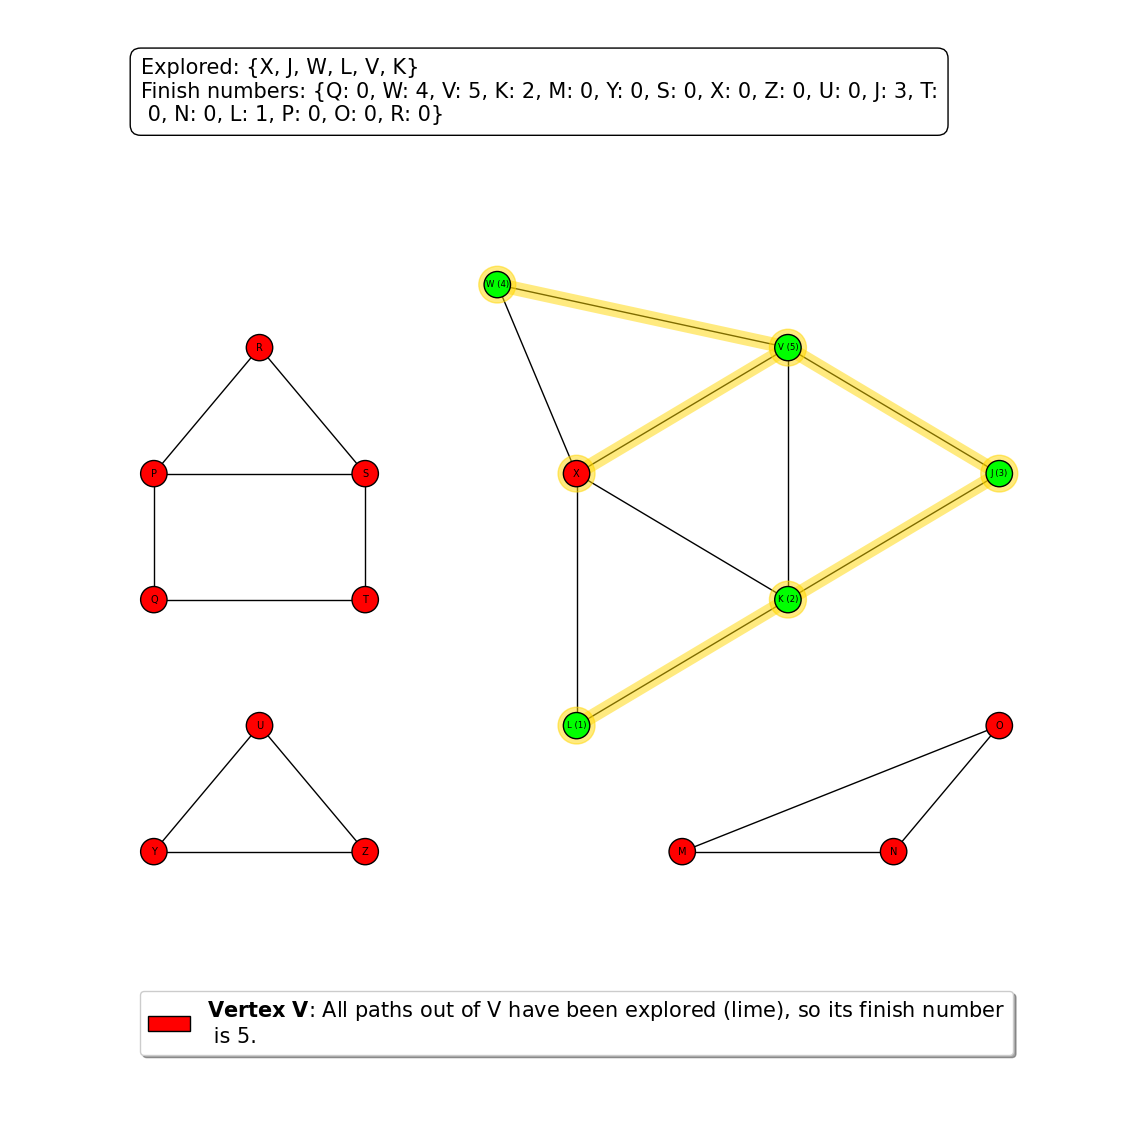 Explored: {X, J, W, L, V, K}
Finish numbers: {Q: 0, W: 4, V: 5, K: 2, M: 0, Y: 0, S: 0, X: 0, Z: 0, U: 0, J: 3, T:
0, N: 0, L: 1, P: 0, O: 0, R: 0}
W (4)
R
V (5)
P
S
X
J (3)
Q
T
K (2)
U
L (1)
O
Y
Z
M
N
Vertex V: All paths out of V have been explored (lime), so its finish number
is 5.